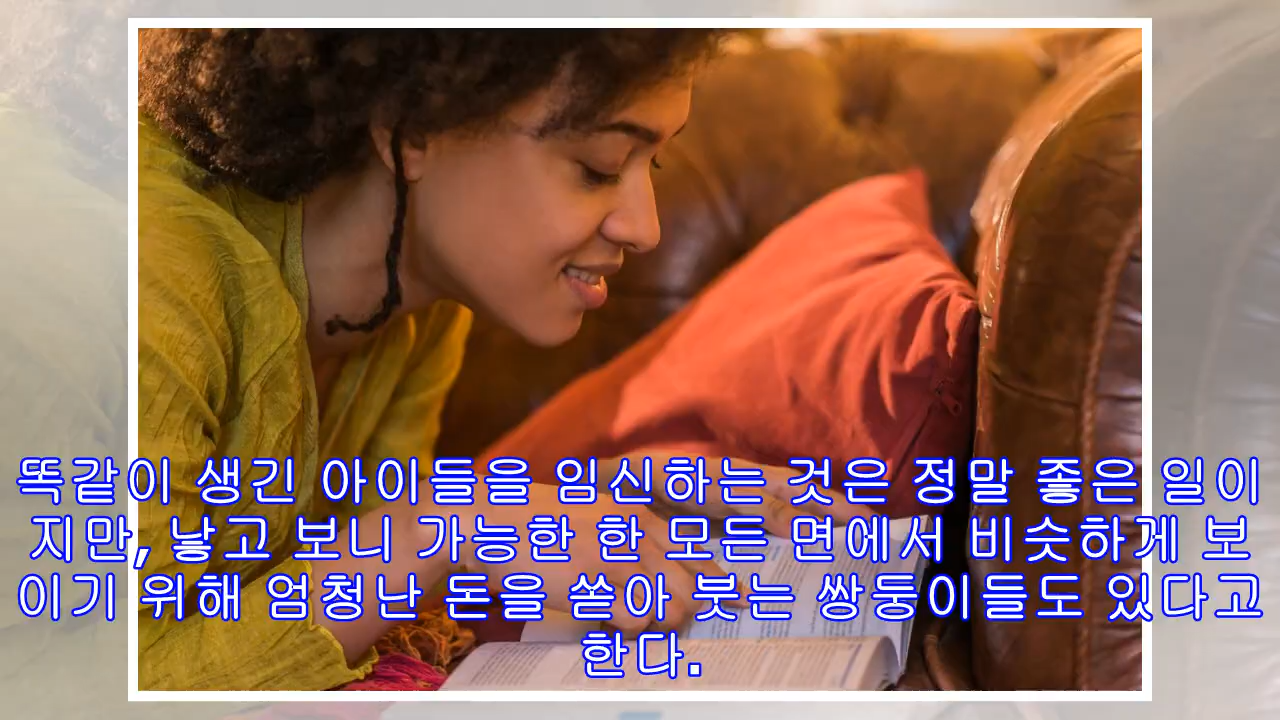 똑같이 생긴 아이들을 임신하는 것은 정말 좋은 일이
지만, 낳고 보니 가능한 한 모든 면에서 비슷하게 보
이기 위해 엄청난 돈을 쏟아 붓는 쌍둥이들도 있다고
한다.